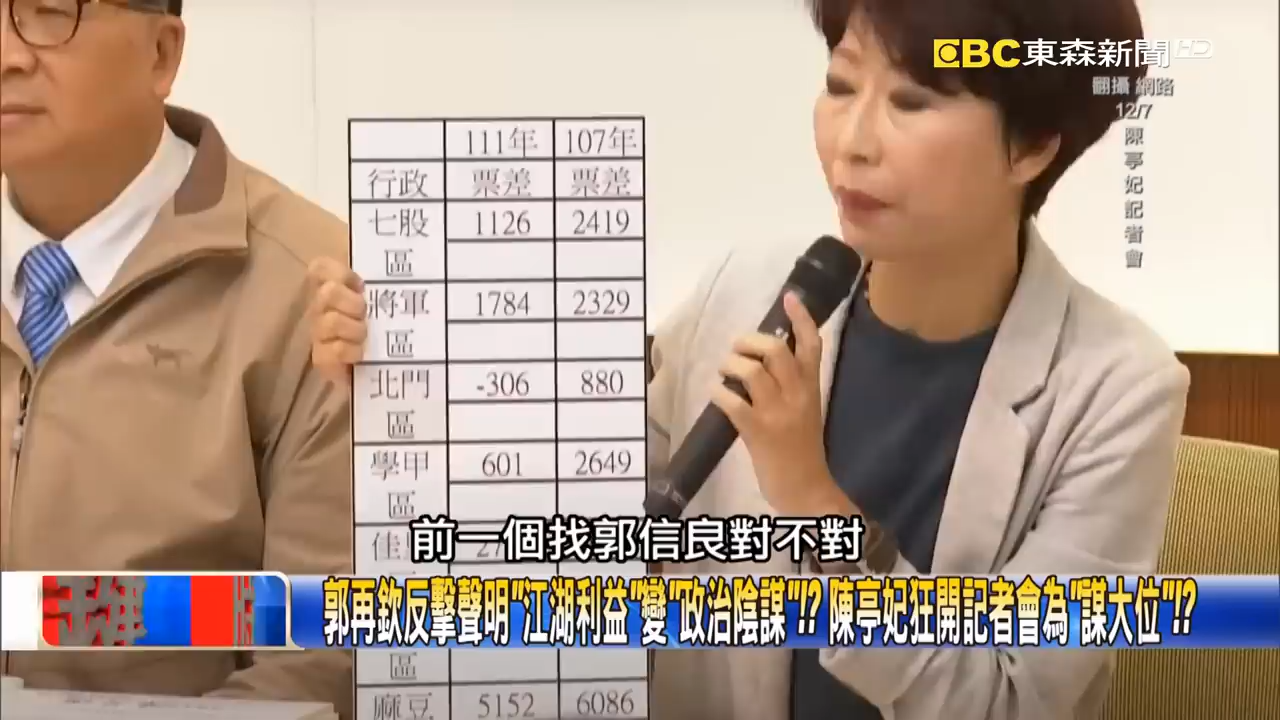 EBC 東森新聞 HD
翻攝 網路
12/7
陳亭妃記者會
111年 107年
行政 票差 票差
七股區 1126 2419
將軍區 1784 2329
北門區 -306 880
學甲區 601 2649
佳
前一個找郭信良對不對
郭再欽反擊聲明"江湖利益"變"政治陰謀"!? 陳亭妃狂開記者會為"謀大位"!?
區
麻豆 5152 6086